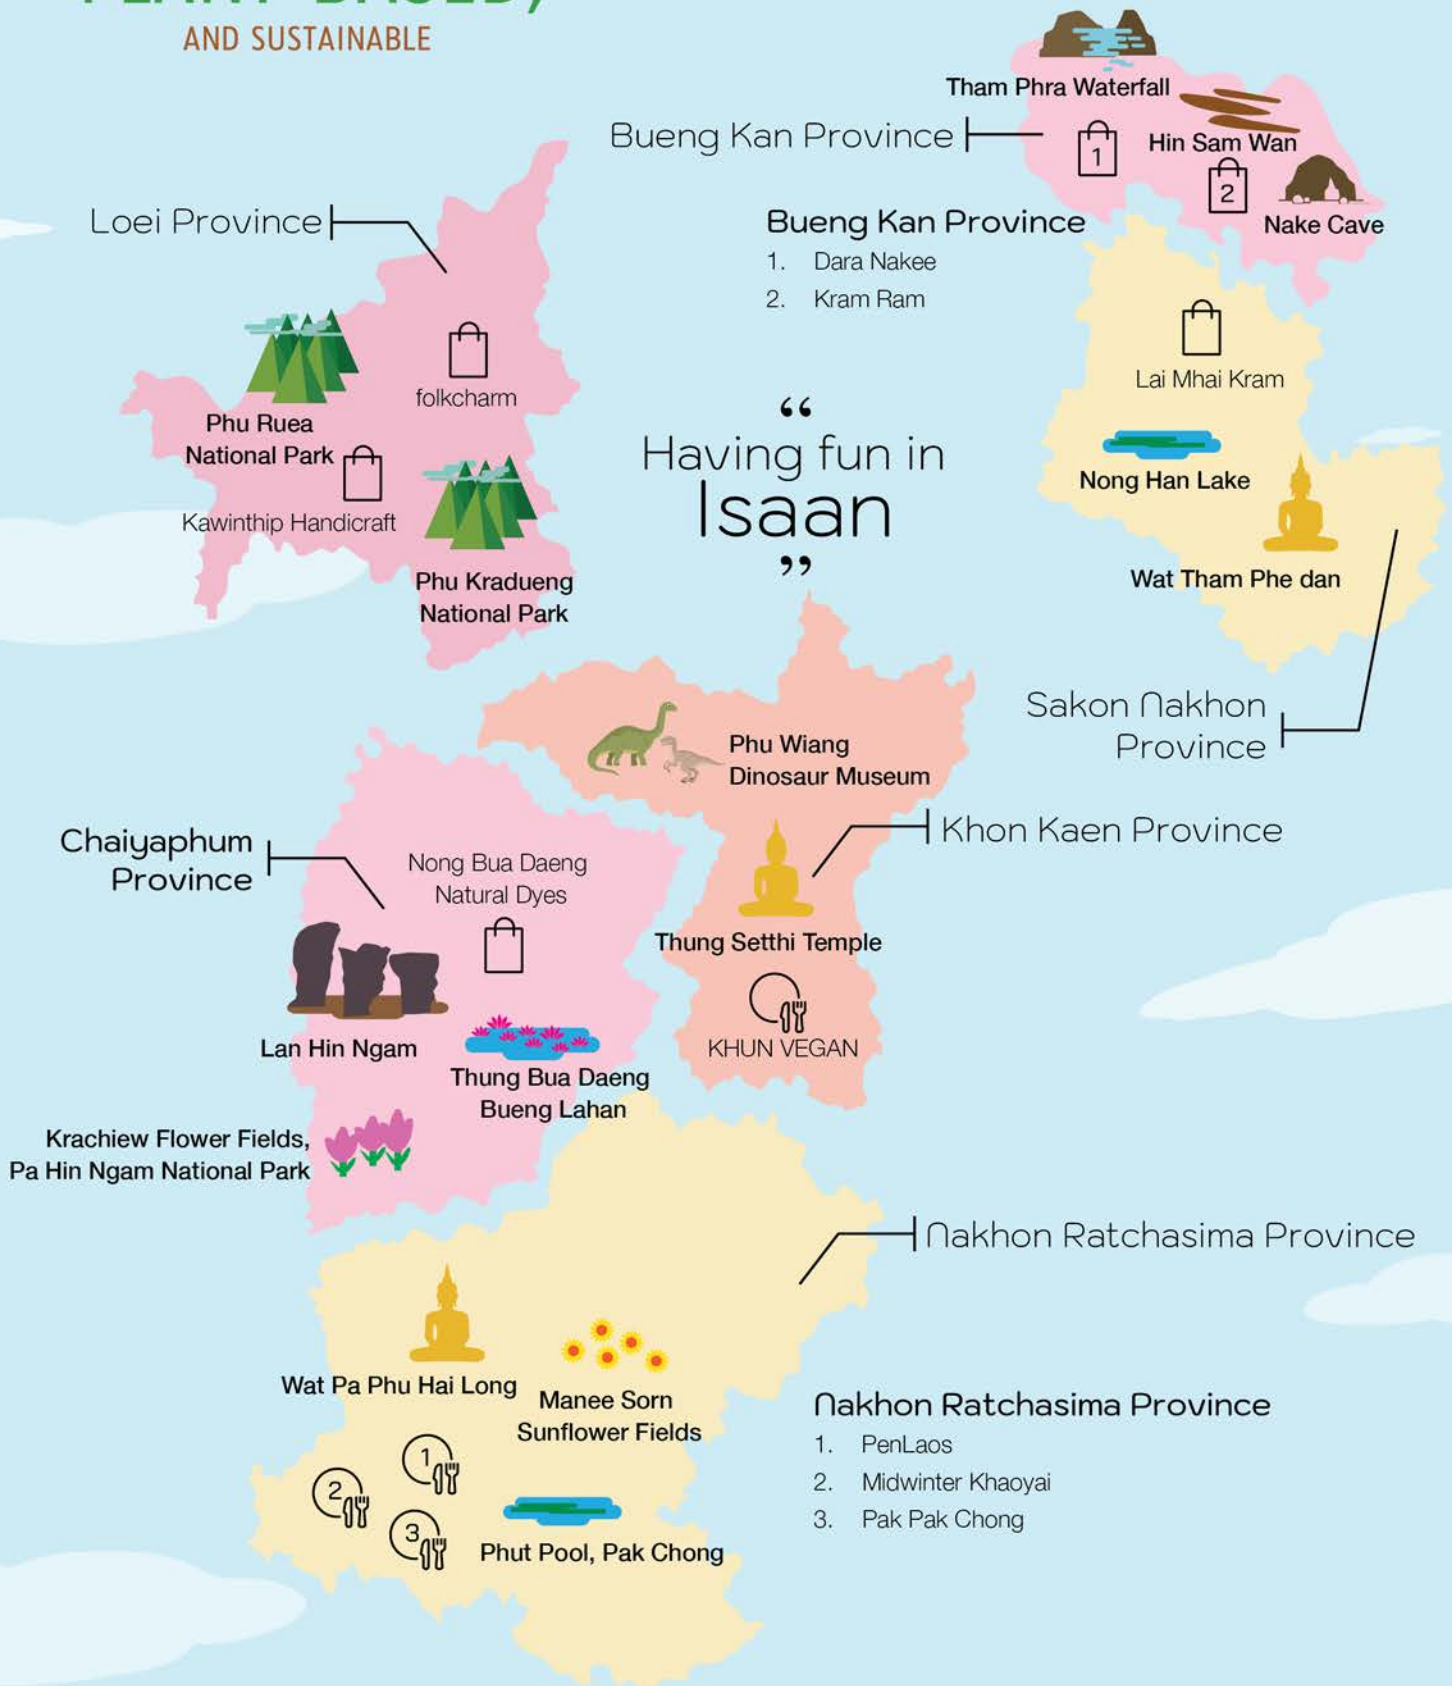 PLANT-BASED,
AND SUSTAINABLE
Tham Phra Waterfall
Bueng Kan Province
1
Hin Sam Wan
2
Nake Cave
Loei Province
Bueng Kan Province
1. Dara Nakee
2. Kram Ram
folkcharm
Phu Ruea
National Park
Kawinthip Handicraft
Phu Kradueng
National Park
“
Having fun in
Isaan
”
Lai Mhai Kram
Nong Han Lake
Wat Tham Phe dan
Sakon Nakhon
Province
Phu Wiang
Dinosaur Museum
Khon Kaen Province
Chaiyaphum
Province
Nong Bua Daeng
Natural Dyes
Thung Setthi Temple
KHUN VEGAN
Lan Hin Ngam
Thung Bua Daeng
Bueng Lahan
Krachiew Flower Fields,
Pa Hin Ngam National Park
Nakhon Ratchasima Province
Wat Pa Phu Hai Long
Manee Sorn
Sunflower Fields
1
2
3
Phut Pool, Pak Chong
Nakhon Ratchasima Province
1. PenLaos
2. Midwinter Khaoyai
3. Pak Pak Chong